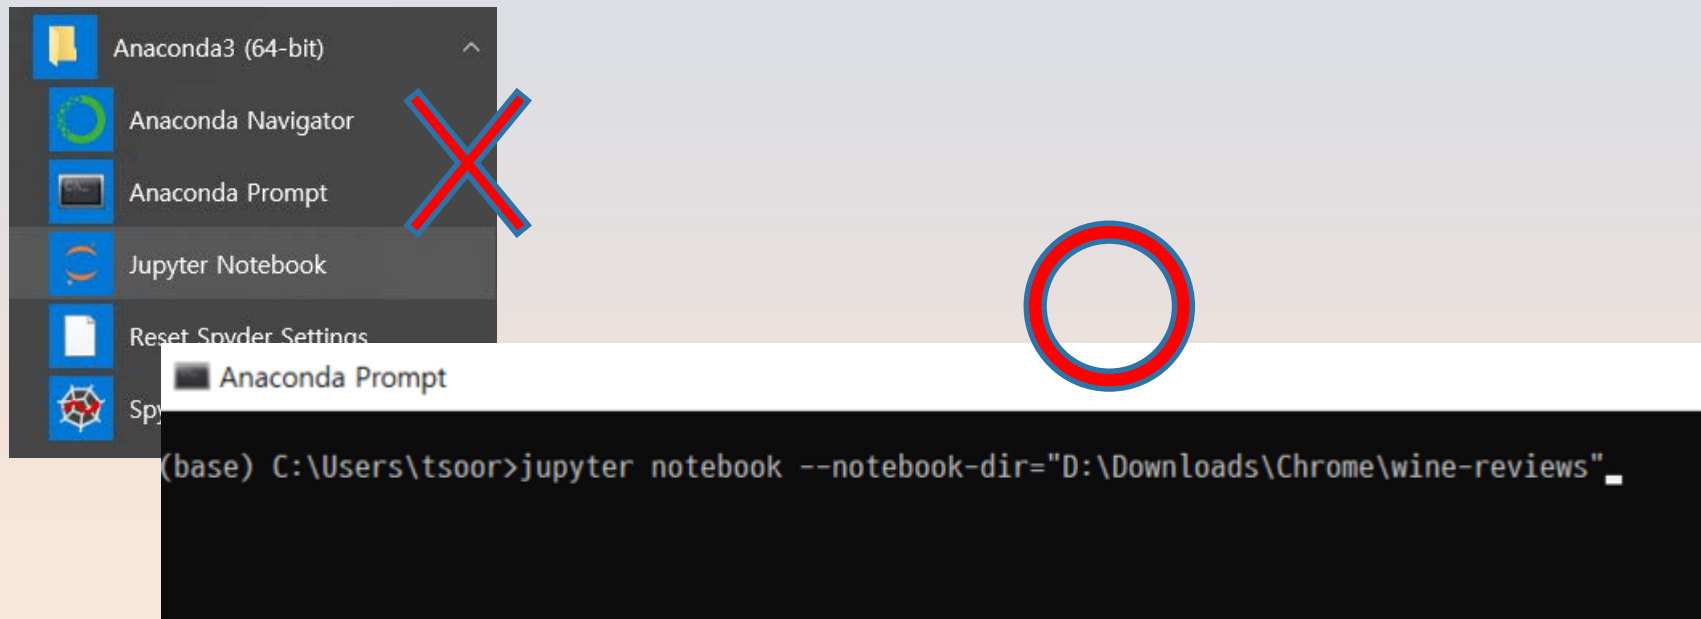 Anaconda3 (64-bit)
Anaconda Navigator
Anaconda Prompt
Jupyter Notebook
Reset Spyder Settings
Spy
Anaconda Prompt
(base) C:\Users\tsoor>jupyter notebook --notebook-dir="D:\Downloads\Chrome\wine-reviews"